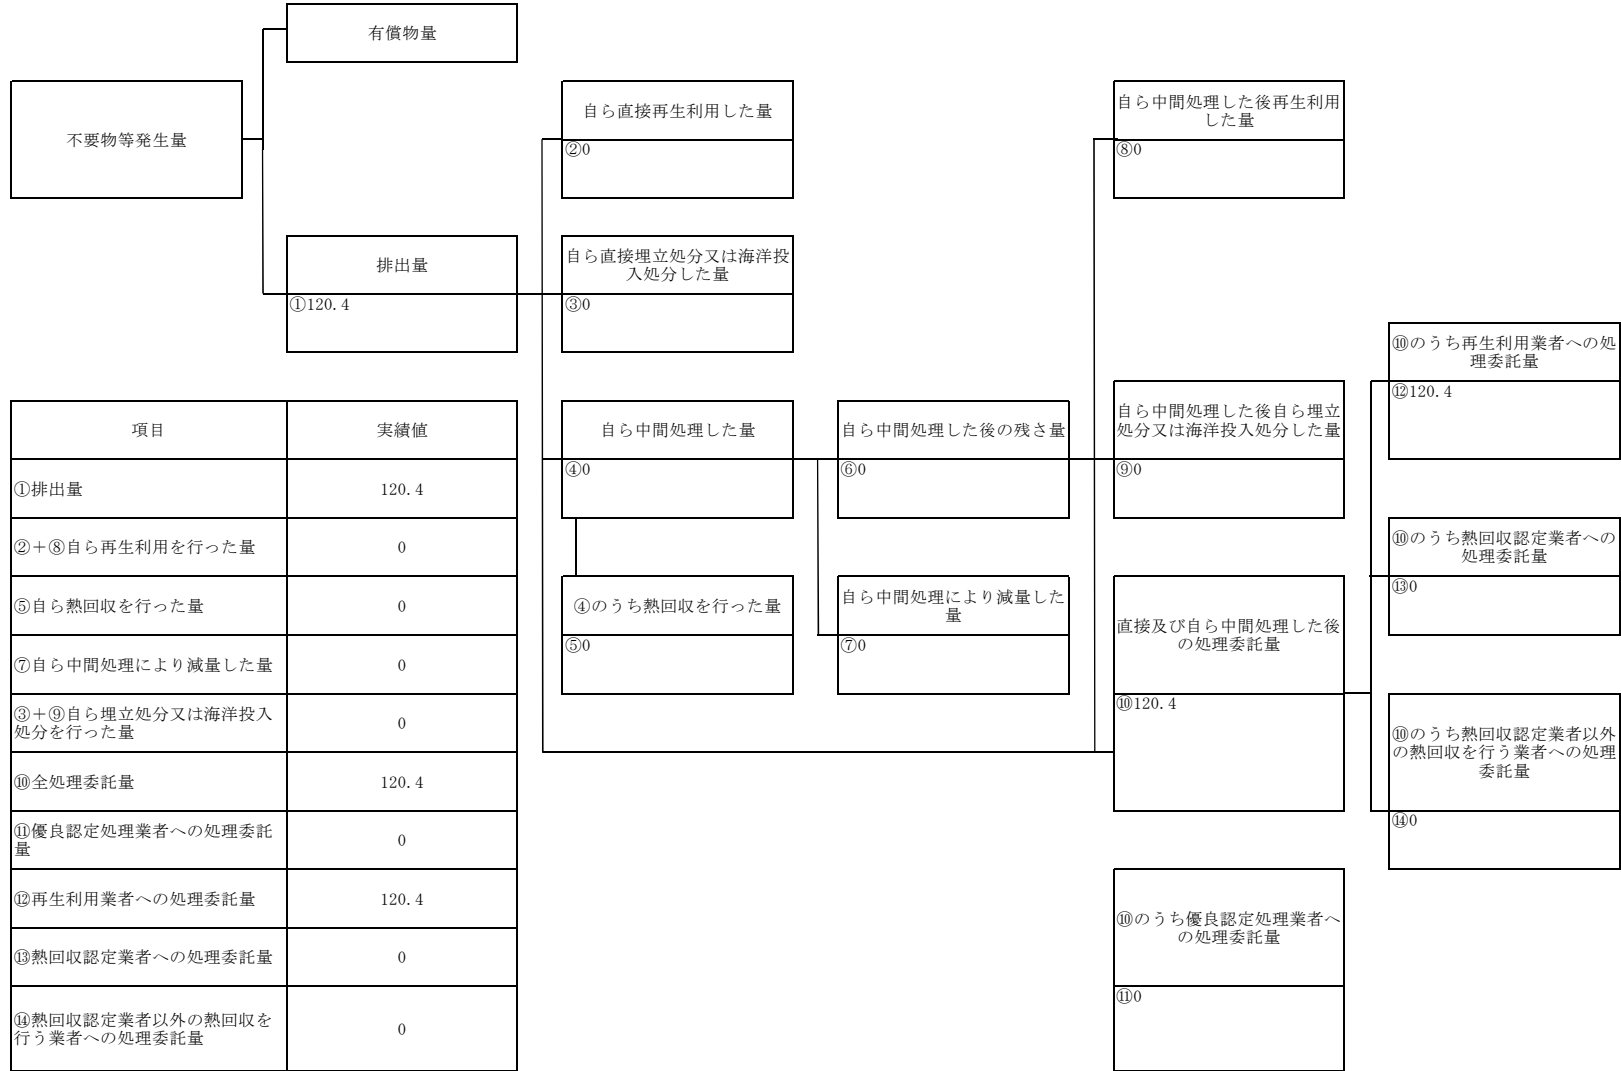 有償物量
不要物等発生量
自ら直接再生利用した量
②0
自ら中間処理した後再生利用
した量
⑧0
排出量
①120.4
自ら直接埋立処分又は海洋投
入処分した量
③0
⑩のうち再生利用業者への処
理委託量
⑫120.4
項目 実績値
①排出量 120.4
②＋⑧自ら再生利用を行った量 0
⑤自ら熱回収を行った量 0
⑦自ら中間処理により減量した量 0
③＋⑨自ら埋立処分又は海洋投入
処分を行った量 0
⑩全処理委託量 120.4
⑪優良認定処理業者への処理委託
量 0
⑫再生利用業者への処理委託量 120.4
⑬熱回収認定業者への処理委託量 0
⑭熱回収認定業者以外の熱回収を
行う業者への処理委託量 0
自ら中間処理した量
④0
自ら中間処理した後の残さ量
⑥0
自ら中間処理した後自ら埋立
処分又は海洋投入処分した量
⑨0
④のうち熱回収を行った量
⑤0
自ら中間処理により減量した
量
⑦0
直接及び自ら中間処理した後
の処理委託量
⑩120.4
⑩のうち熱回収認定業者への
処理委託量
⑬0
⑩のうち熱回収認定業者以外
の熱回収を行う業者への処理
委託量
⑭0
⑩のうち優良認定処理業者へ
の処理委託量
⑪0